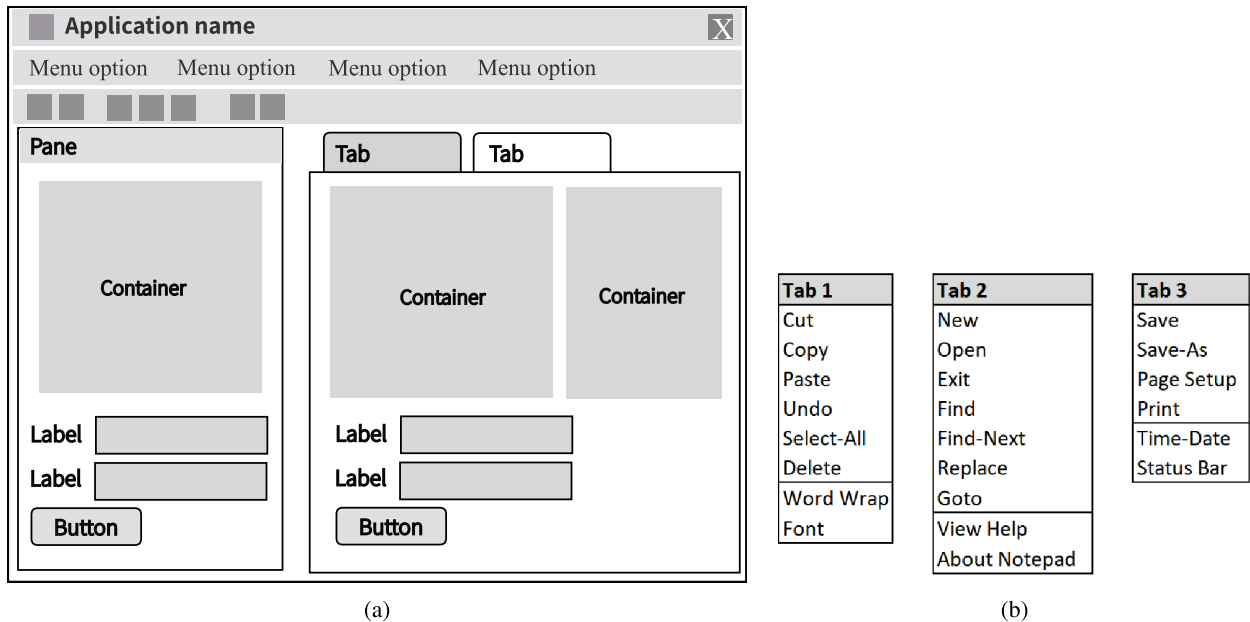 Application name
X
Menu option Menu option Menu option Menu option
Pane
Container
Label
Label
Button
Tab Tab
Container Container
Label
Label
Button
(a)
Tab 1
Cut
Copy
Paste
Undo
Select-All
Delete
Word Wrap
Font
Tab 2
New
Open
Exit
Find
Find-Next
Replace
Goto
View Help
About Notepad
Tab 3
Save
Save-As
Page Setup
Print
Time-Date
Status Bar
(b)